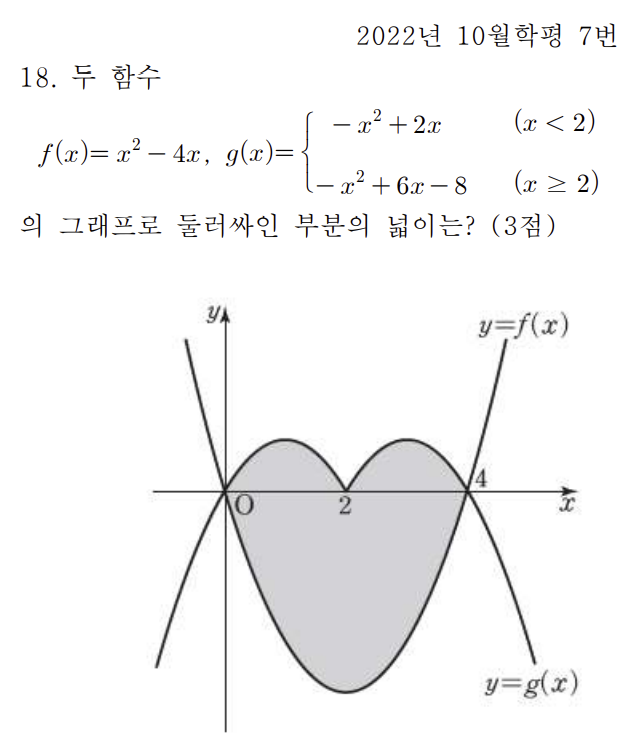 2022년 10월학평 7번
18. 두 함수
f(x)= x² − 4x, g(x)= { − x² + 2x (x < 2)
− x² + 6x − 8 (x ≥ 2)
의 그래프로 둘러싸인 부분의 넓이는? (3점)
y
y=f(x)
4
O
2
x
y=g(x)